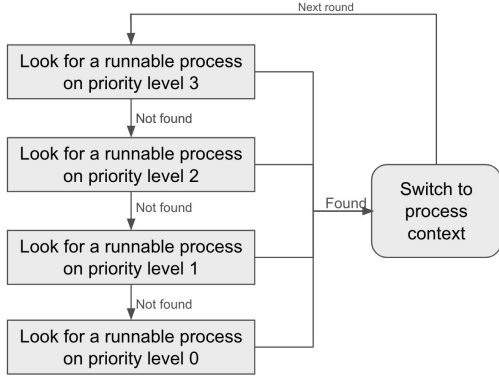 Next round
Look for a runnable process
on priority level 3
Not found
Look for a runnable process
on priority level 2
Not found
Found
Switch to
process
context
Look for a runnable process
on priority level 1
Not found
Look for a runnable process
on priority level 0